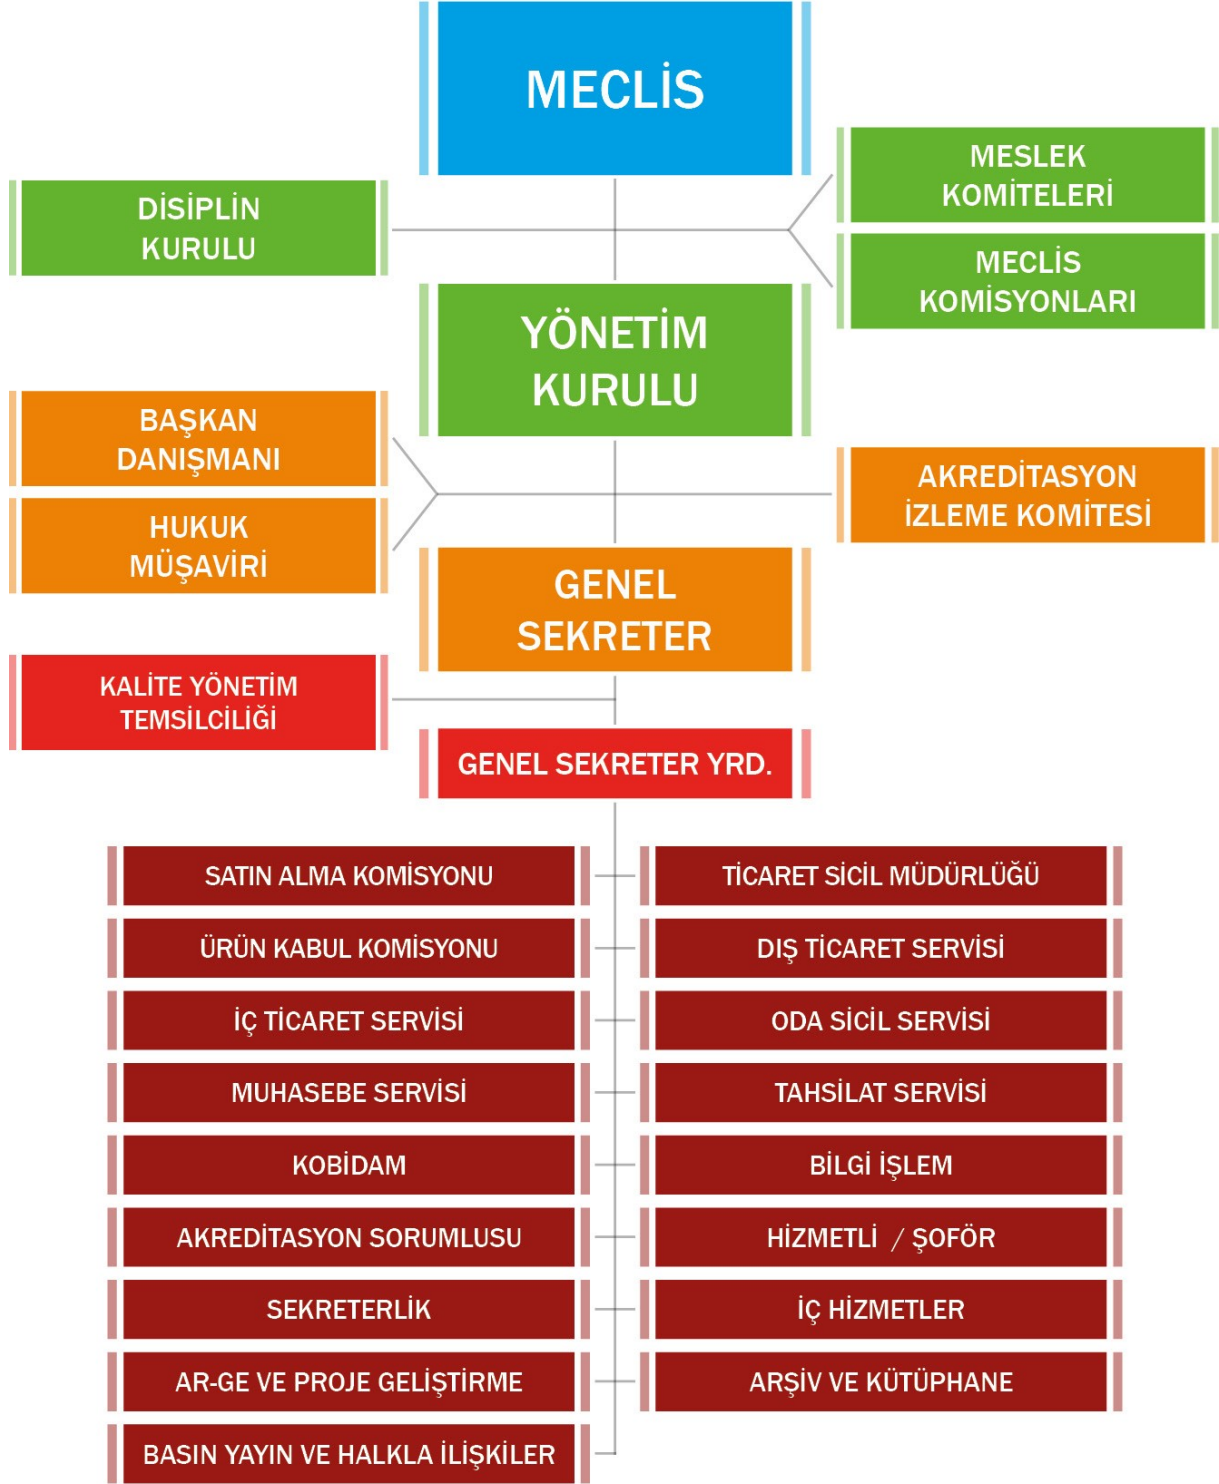 MECLİS
MESLEK
KOMİTELERİ
DİSİPLİN
KURULU
MECLİS
KOMİSYONLARI
YÖNETİM
KURULU
BAŞKAN
DANIŞMANI
AKREDİTASYON
İZLEME KOMİTESİ
HUKUK
MÜŞAVİRİ
GENEL
SEKRETER
KALİTE YÖNETİM
TEMSİLCİLİĞİ
GENEL SEKRETER YRD.
SATIN ALMA KOMİSYONU
TİCARET SİCİL MÜDÜRLÜĞÜ
ÜRÜN KABUL KOMİSYONU
DIŞ TİCARET SERVİSİ
İÇ TİCARET SERVİSİ
ODA SİCİL SERVİSİ
MUHASEBE SERVİSİ
TAHSİLAT SERVİSİ
KOBİDAM
BİLGİ İŞLEM
AKREDİTASYON SORUMLUSU
HİZMETLİ / ŞOFÖR
SEKRETERLİK
İÇ HİZMETLER
AR-GE VE PROJE GELİŞTİRME
ARŞİV VE KÜTÜPHANE
BASIN YAYIN VE HALKLA İLİŞKİLER